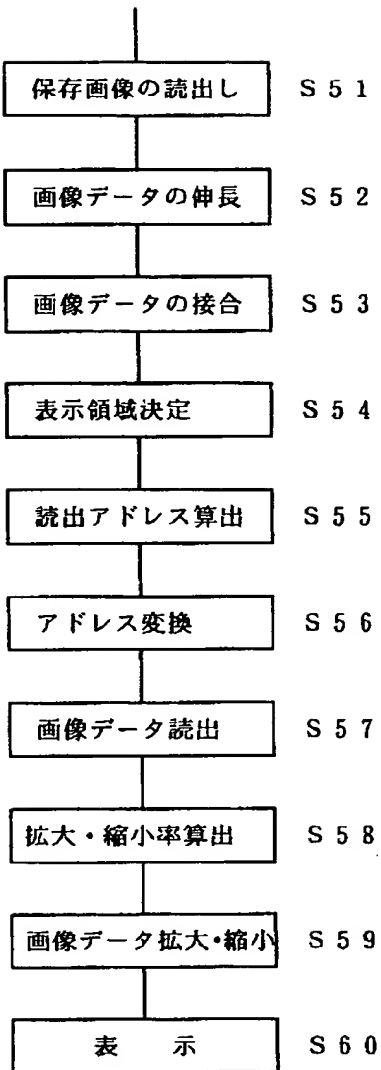 保存画像の読出し S51
画像データの伸長 S52
画像データの接合 S53
表示領域決定 S54
読出アドレス算出 S55
アドレス変換 S56
画像データ読出 S57
拡大・縮小率算出 S58
画像データ拡大・縮小 S59
表 示 S60